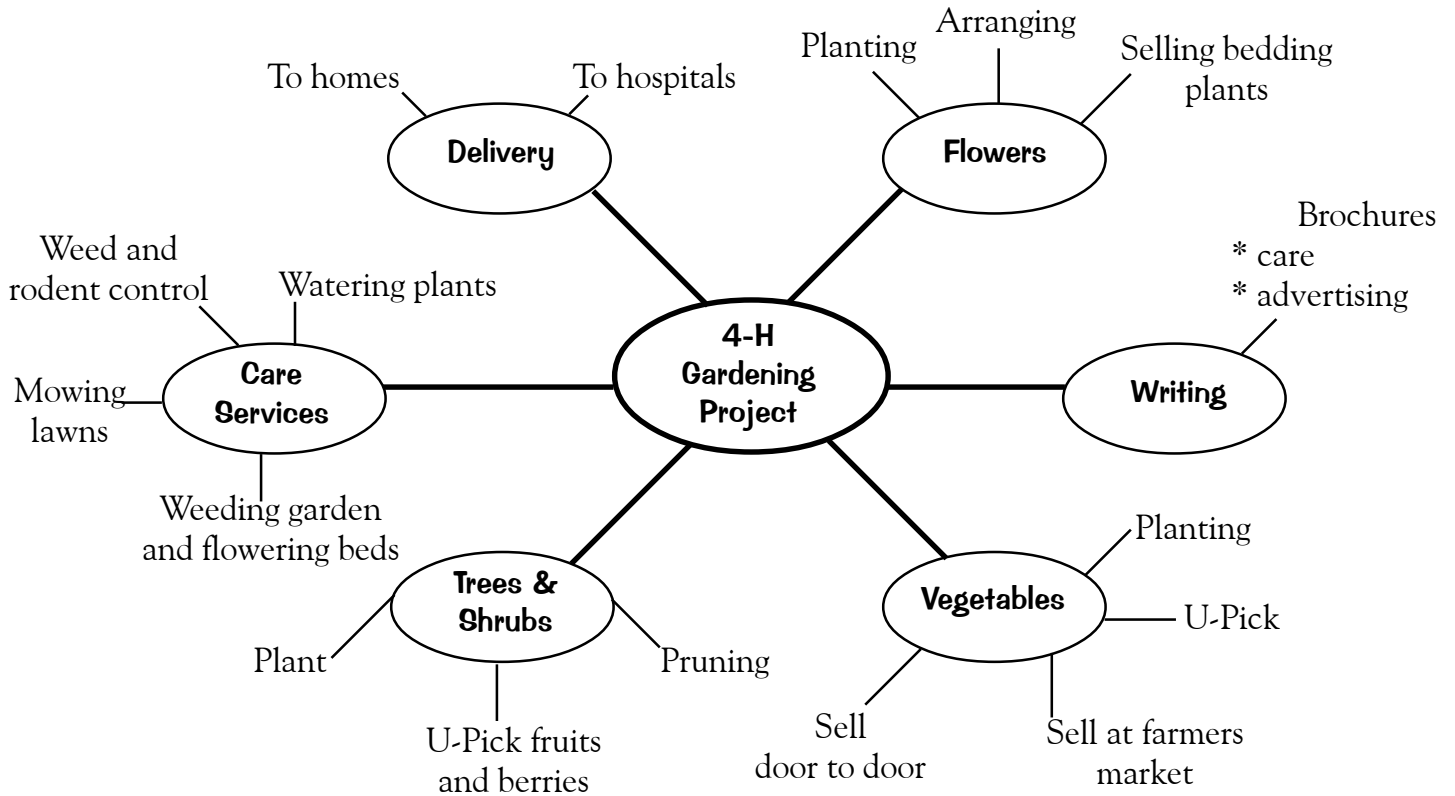 Arranging
Planting
Selling bedding
plants
To homes
To hospitals
Delivery
Flowers
Brochures
* care
* advertising
Weed and
rodent control
Watering plants
4-H
Gardening
Project
Care
Services
Writing
Mowing
lawns
Weeding garden
and flowering beds
Planting
Trees &
Shrubs
Vegetables
U-Pick
Plant
Pruning
Sell
door to door
Sell at farmers
market
U-Pick fruits
and berries